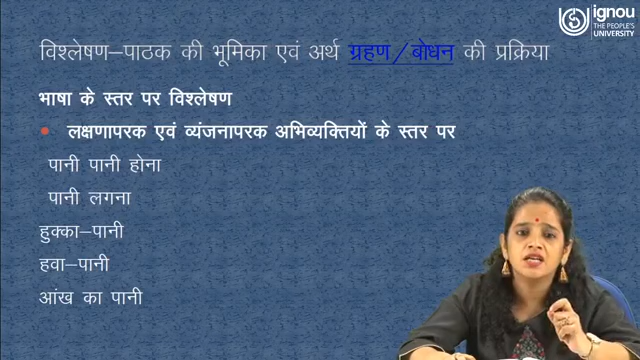 ignou
THE PEOPLE'S
UNIVERSITY
विश्लेषण–पाठक की भूमिका एवं अर्थ ग्रहण/बोधन की प्रक्रिया
भाषा के स्तर पर विश्लेषण
• लक्षणापरक एवं व्यंजनापरक अभिव्यक्तियों के स्तर पर
पानी पानी होना
पानी लगना
हुक्का–पानी
हवा–पानी
आंख का पानी